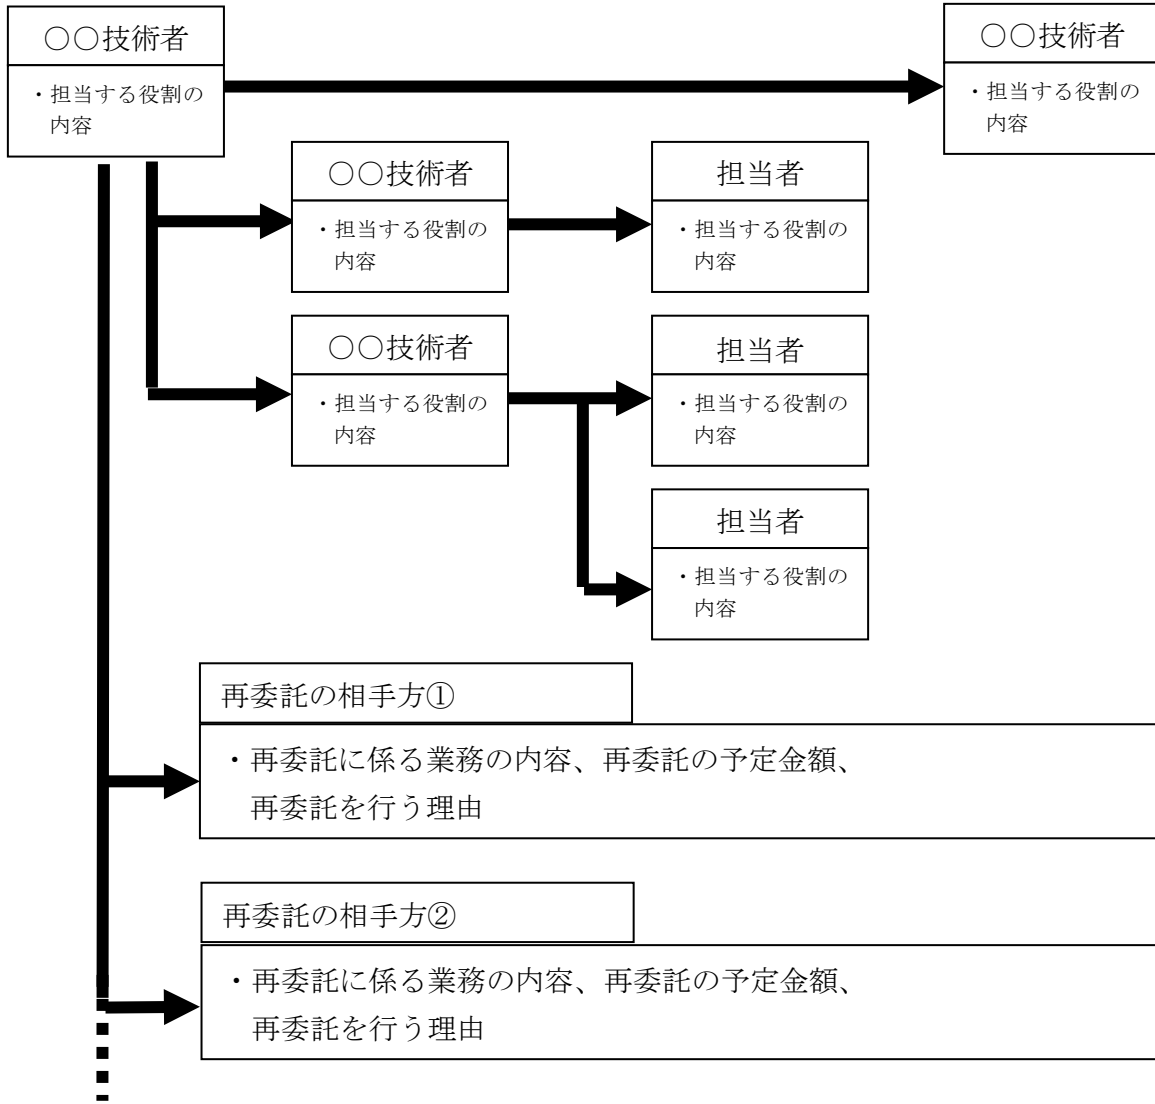 ○○技術者
・担当する役割の
内容
○○技術者
・担当する役割の
内容
○○技術者
・担当する役割の
内容
担当者
・担当する役割の
内容
○○技術者
・担当する役割の
内容
担当者
・担当する役割の
内容
担当者
・担当する役割の
内容
再委託の相手方①
・再委託に係る業務の内容、再委託の予定金額、
再委託を行う理由
再委託の相手方②
・再委託に係る業務の内容、再委託の予定金額、
再委託を行う理由